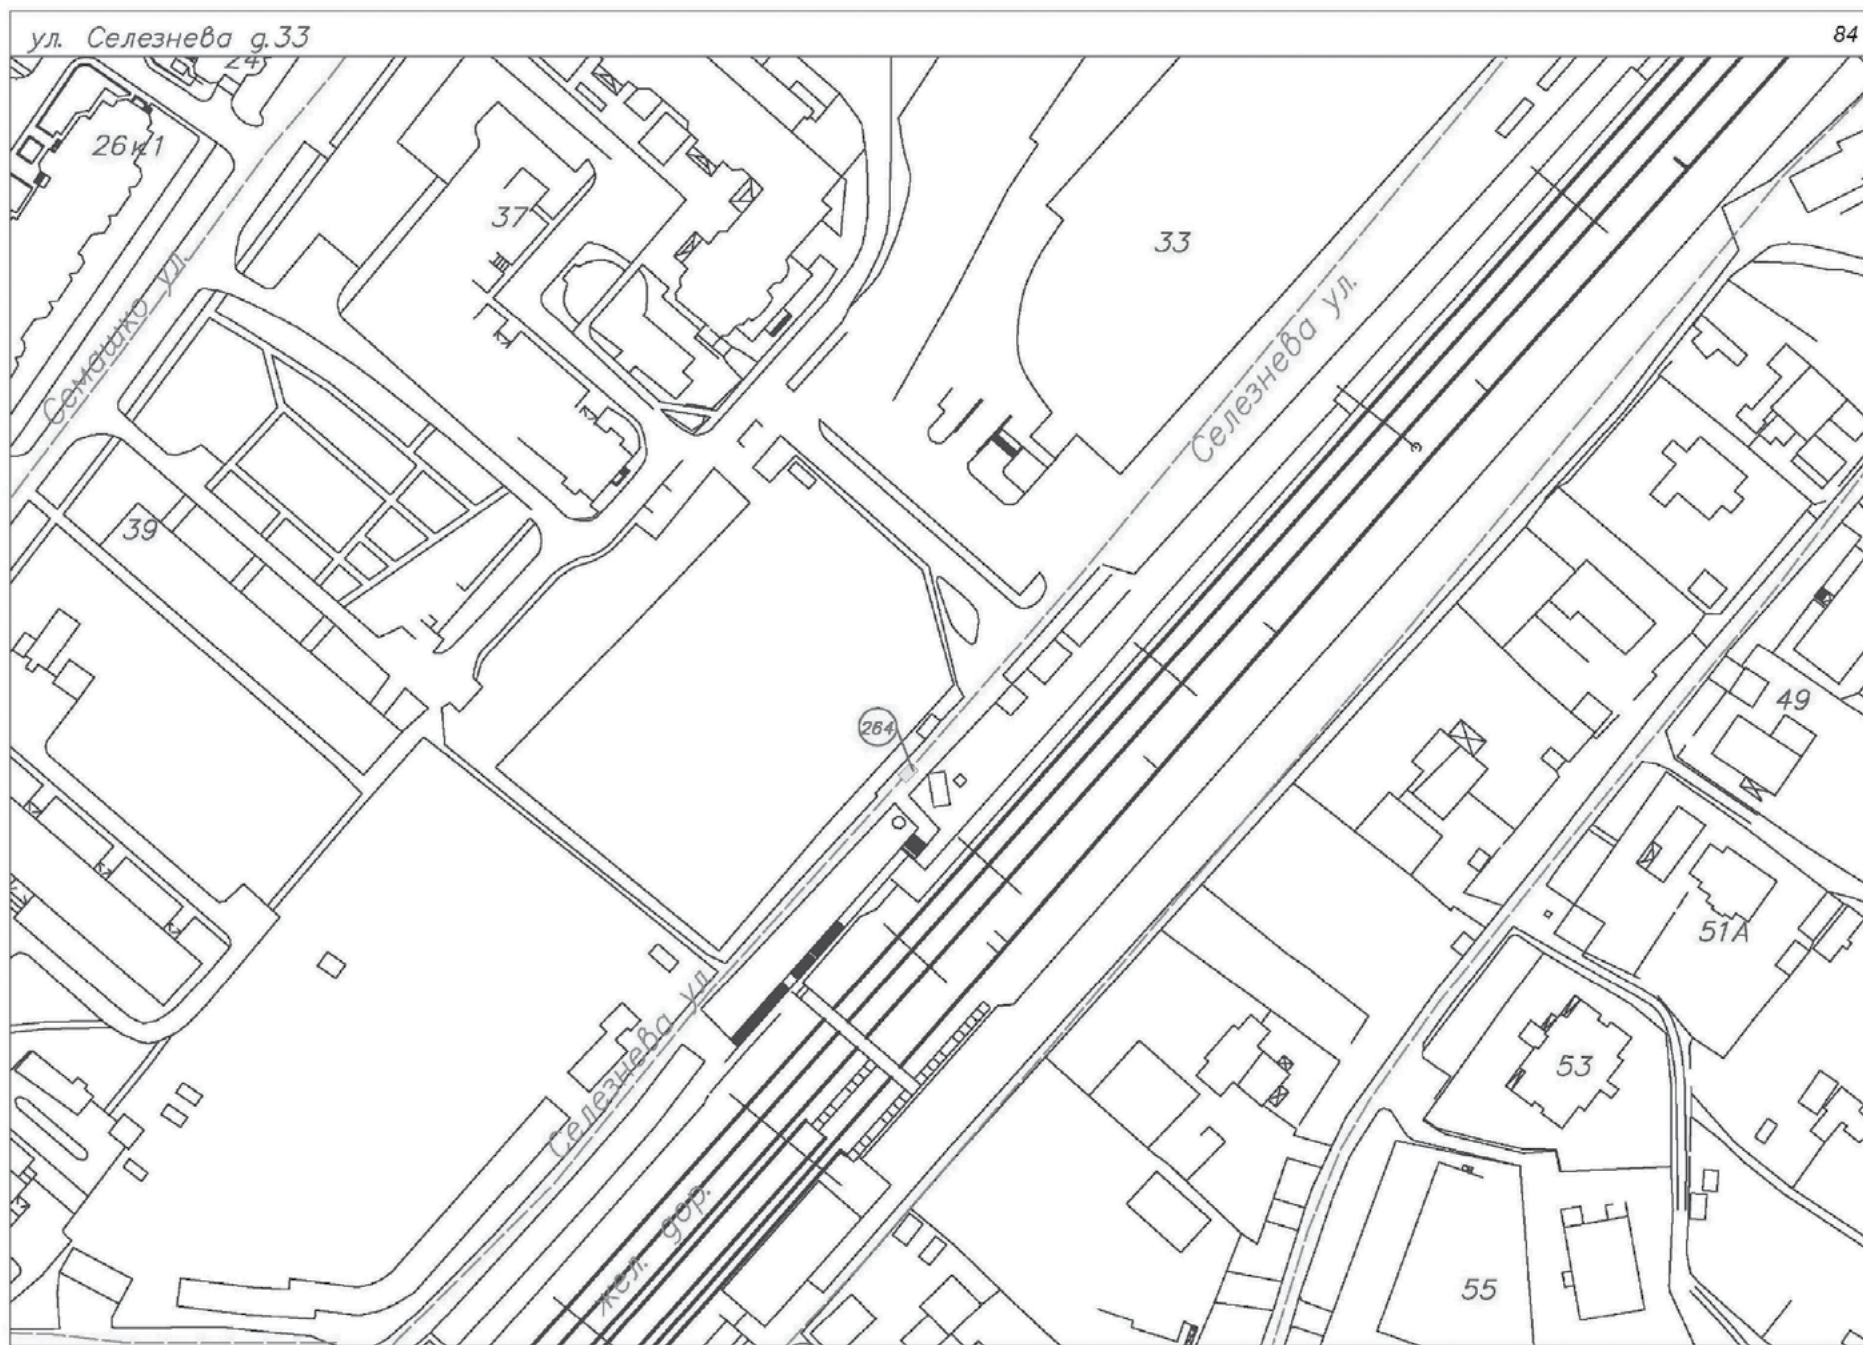 ул. Селезнева д.33
84
24
26к1
37
33
Семашко ул.
Селезнева ул.
39
264
49
51А
Селезнева ул.
53
жел. дор.
55